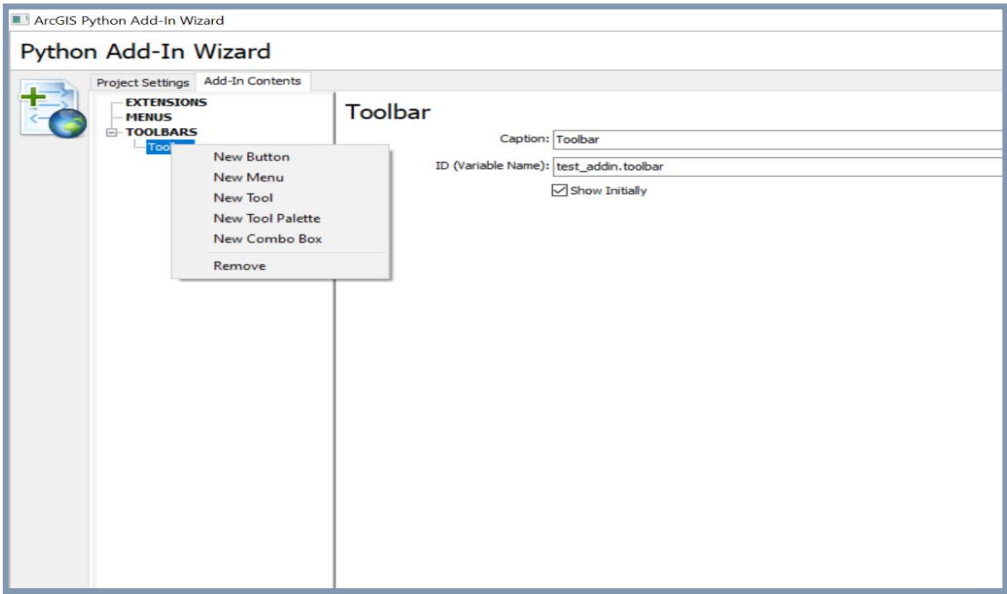 ArcGIS Python Add-In Wizard
Python Add-In Wizard
Project Settings Add-In Contents
EXTENSIONS
MENUS
TOOLBARS
New Button
New Menu
New Tool
New Tool Palette
New Combo Box
Remove
Toolbar
Caption: Toolbar
ID (Variable Name): test_addin.toolbar
Show Initially